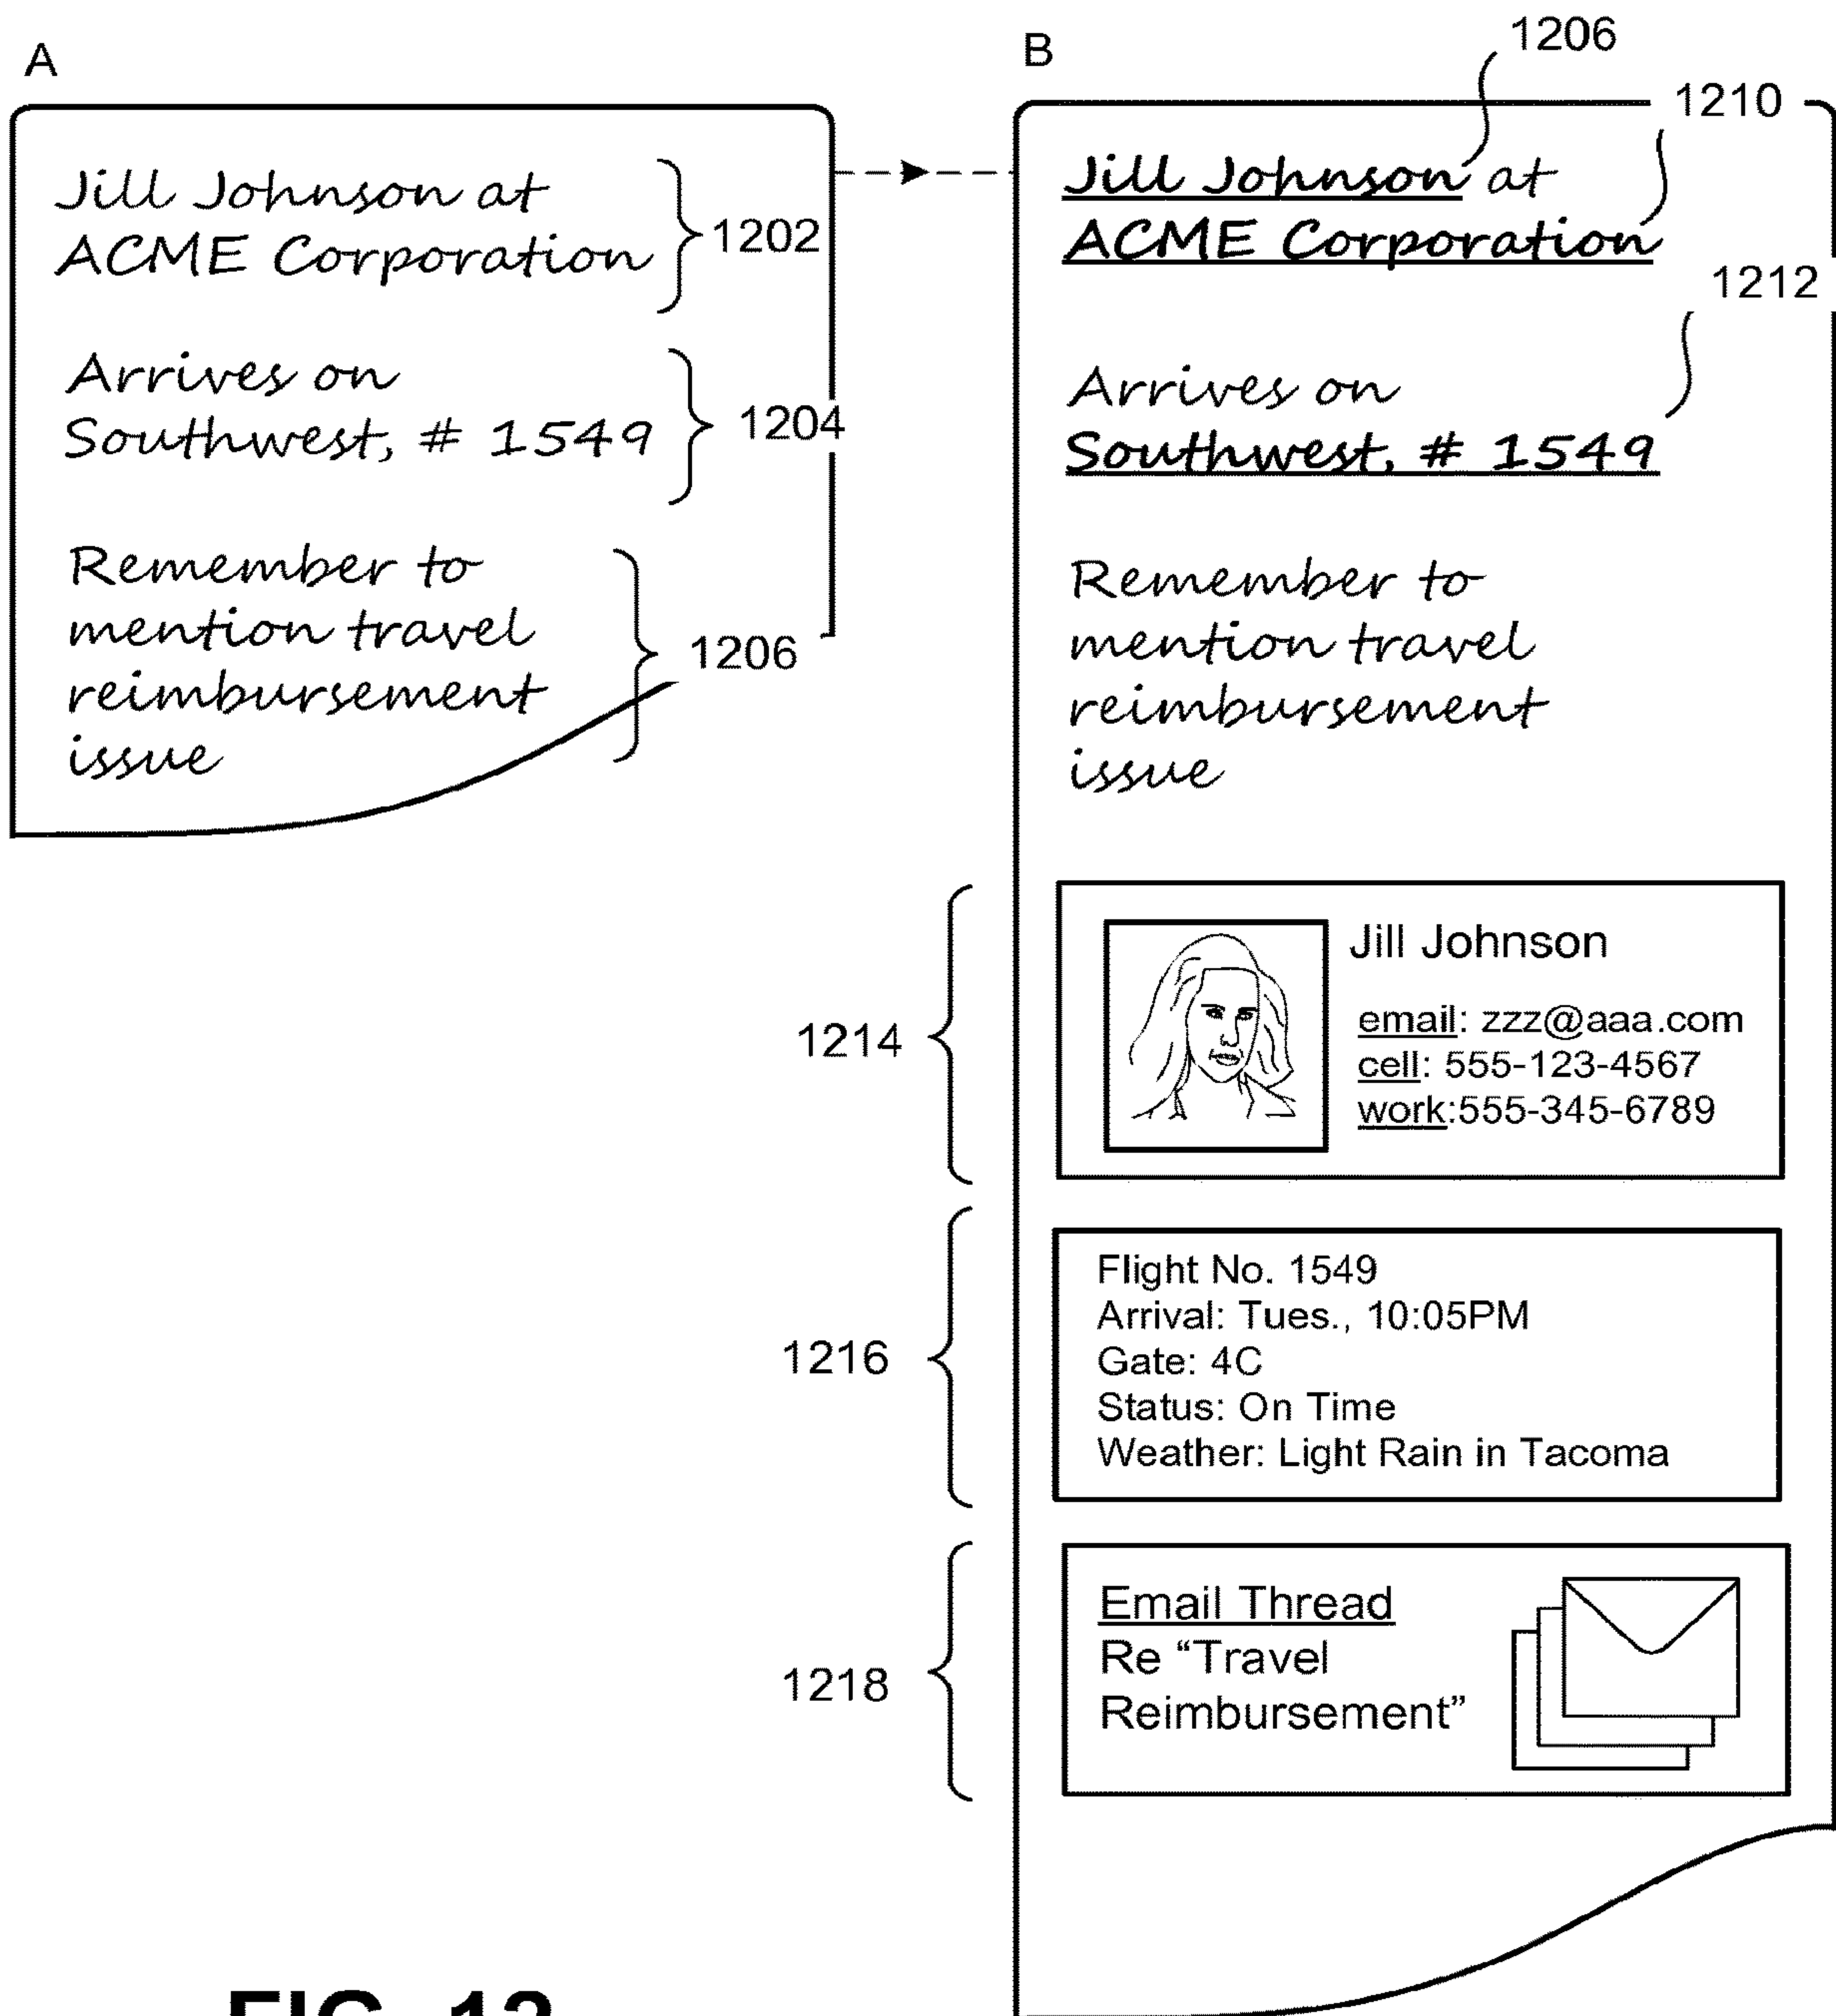 A
Jill Johnson at
ACME Corporation
1202
Arrives on
Southwest, # 1549
1204
Remember to
mention travel
reimbursement
issue
1206
B
1206
1210
Jill Johnson at
ACME Corporation
1212
Arrives on
Southwest, # 1549
Remember to
mention travel
reimbursement
issue
1214
Jill Johnson
email: zzz@aaa.com
cell: 555-123-4567
work:555-345-6789
1216
Flight No. 1549
Arrival: Tues., 10:05PM
Gate: 4C
Status: On Time
Weather: Light Rain in Tacoma
1218
Email Thread
Re “Travel
Reimbursement”
FIG. 12